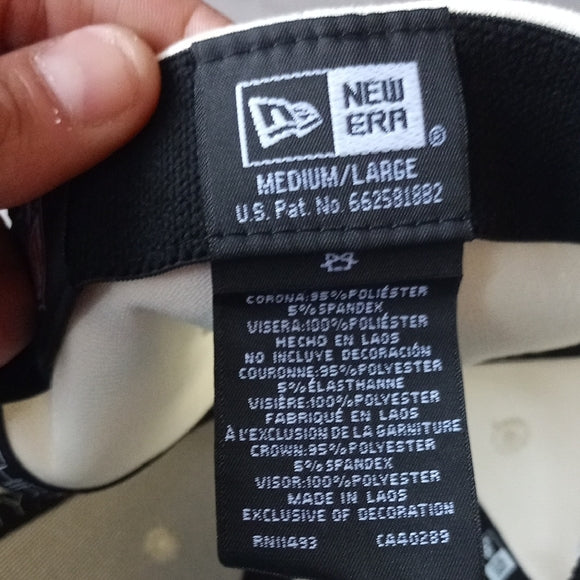 NEW
ERA®
MEDIUM/LARGE
U.S. Pat. No. 662581882
CORONA:95%POLIÉSTER
5%SPANDEX
VISERA:100%POLIÉSTER
HECHO EN LAOS
NO INCLUYE DECORACIÓN
COURONNE:95%POLYESTER
5%ÉLASTHANNE
VISIÈRE:100%POLYESTER
FABRIQUÉ EN LAOS
À L'EXCLUSION DE LA GARNITURE
CROWN:95%POLYESTER
5%SPANDEX
VISOR:100%POLYESTER
MADE IN LAOS
EXCLUSIVE OF DECORATION
RN11493 CA40289